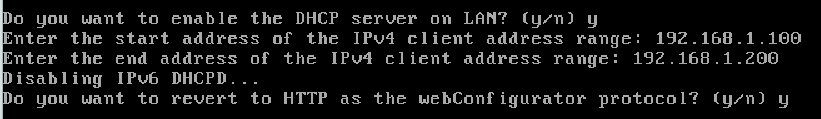 Do you want to enable the DHCP server on LAN? (y/n) y
Enter the start address of the IPv4 client address range: 192.168.1.100
Enter the end address of the IPv4 client address range: 192.168.1.200
Disabling IPv6 DHCPD...
Do you want to revert to HTTP as the webConfigurator protocol? (y/n) y